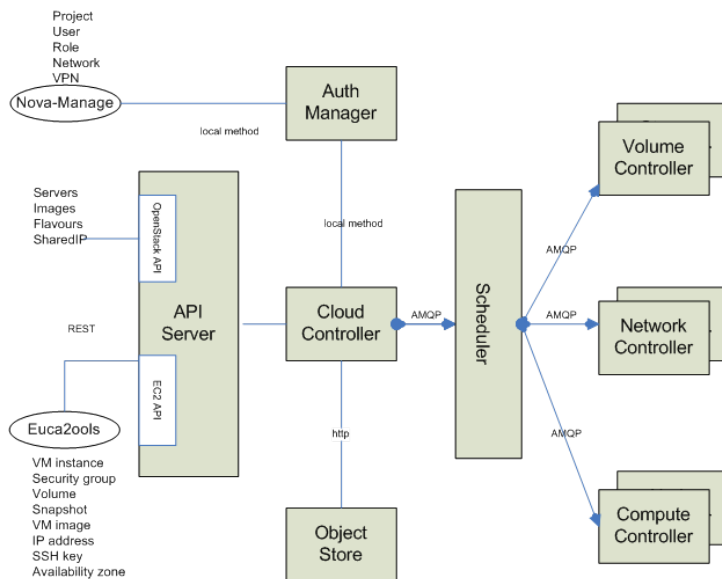 Project
User
Role
Network
VPN
Nova-Manage
Auth
Manager
local method
Volume
Controller
Servers
Images
Flavours
SharedIP
OpenStack API
local method
AMQP
Scheduler
API
Server
Cloud
Controller
AMQP
AMQP
Network
Controller
REST
EC2 API
Euca2ools
http
AMQP
VM instance
Security group
Volume
Snapshot
VM image
IP address
SSH key
Availability zone
Object
Store
Compute
Controller